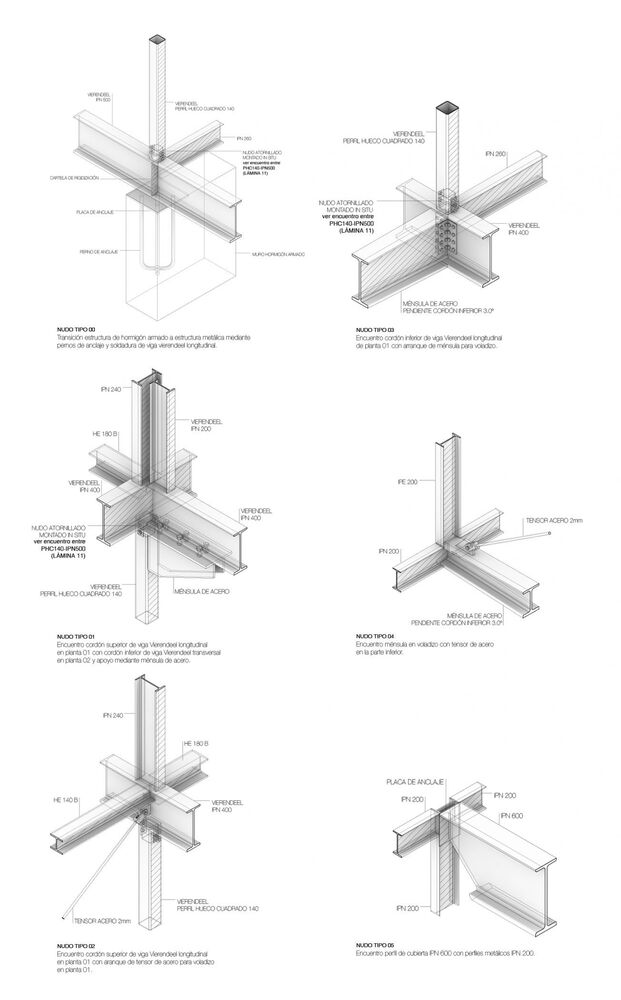 VIERENDEEL
IPN 500
VIERENDEEL
PERFIL HUECO CUADRADO 140
IPN 260
NUDO ATORNILLADO
MONTADO IN SITU
ver encuentro entre
PHC140-IPN500
(LÁMINA 11)
CARTELA DE RIGIDIZACIÓN
PLACA DE ANCLAJE
PERNO DE ANCLAJE
MURO HORMIGÓN ARMADO
NUDO TIPO 00
Transición estructura de hormigón armado a estructura metálica mediante
pernos de anclaje y soldadura de viga vierendeel longitudinal.
VIERENDEEL
PERFIL HUECO CUADRADO 140
IPN 260
NUDO ATORNILLADO
MONTADO IN SITU
ver encuentro entre
PHC140-IPN500
(LÁMINA 11)
VIERENDEEL
IPN 400
MÉNSULA DE ACERO
PENDIENTE CORDÓN INFERIOR 3.0º
NUDO TIPO 03
Encuentro cordón inferior de viga Vierendeel longitudinal
de planta 01 con arranque de ménsula para voladizo.
IPN 240
VIERENDEEL
IPN 200
HE 180 B
VIERENDEEL
IPN 400
VIERENDEEL
IPN 400
NUDO ATORNILLADO
MONTADO IN SITU
ver encuentro entre
PHC140-IPN500
(LÁMINA 11)
VIERENDEEL
PERFIL HUECO CUADRADO 140
MÉNSULA DE ACERO
NUDO TIPO 01
Encuentro cordón superior de viga Vierendeel longitudinal
en planta 01 con cordón inferior de viga Vierendeel transversal
en planta 02 y apoyo mediante ménsula de acero.
IPE 200
TENSOR ACERO 2mm
IPN 200
MÉNSULA DE ACERO
PENDIENTE CORDÓN INFERIOR 3.0º
NUDO TIPO 04
Encuentro ménsula en voladizo con tensor de acero
en la parte inferior.
IPN 240
HE 180 B
HE 140 B
VIERENDEEL
IPN 400
VIERENDEEL
PERFIL HUECO CUADRADO 140
TENSOR ACERO 2mm
NUDO TIPO 02
Encuentro cordón superior de viga Vierendeel longitudinal
en planta 01 con aranque de tensor de acero para voladizo
en planta 01.
PLACA DE ANCLAJE
IPN 200
IPN 200
IPN 600
IPN 200
NUDO TIPO 05
Encuentro perfil de cubierta IPN 600 con perfiles metálicos IPN 200.